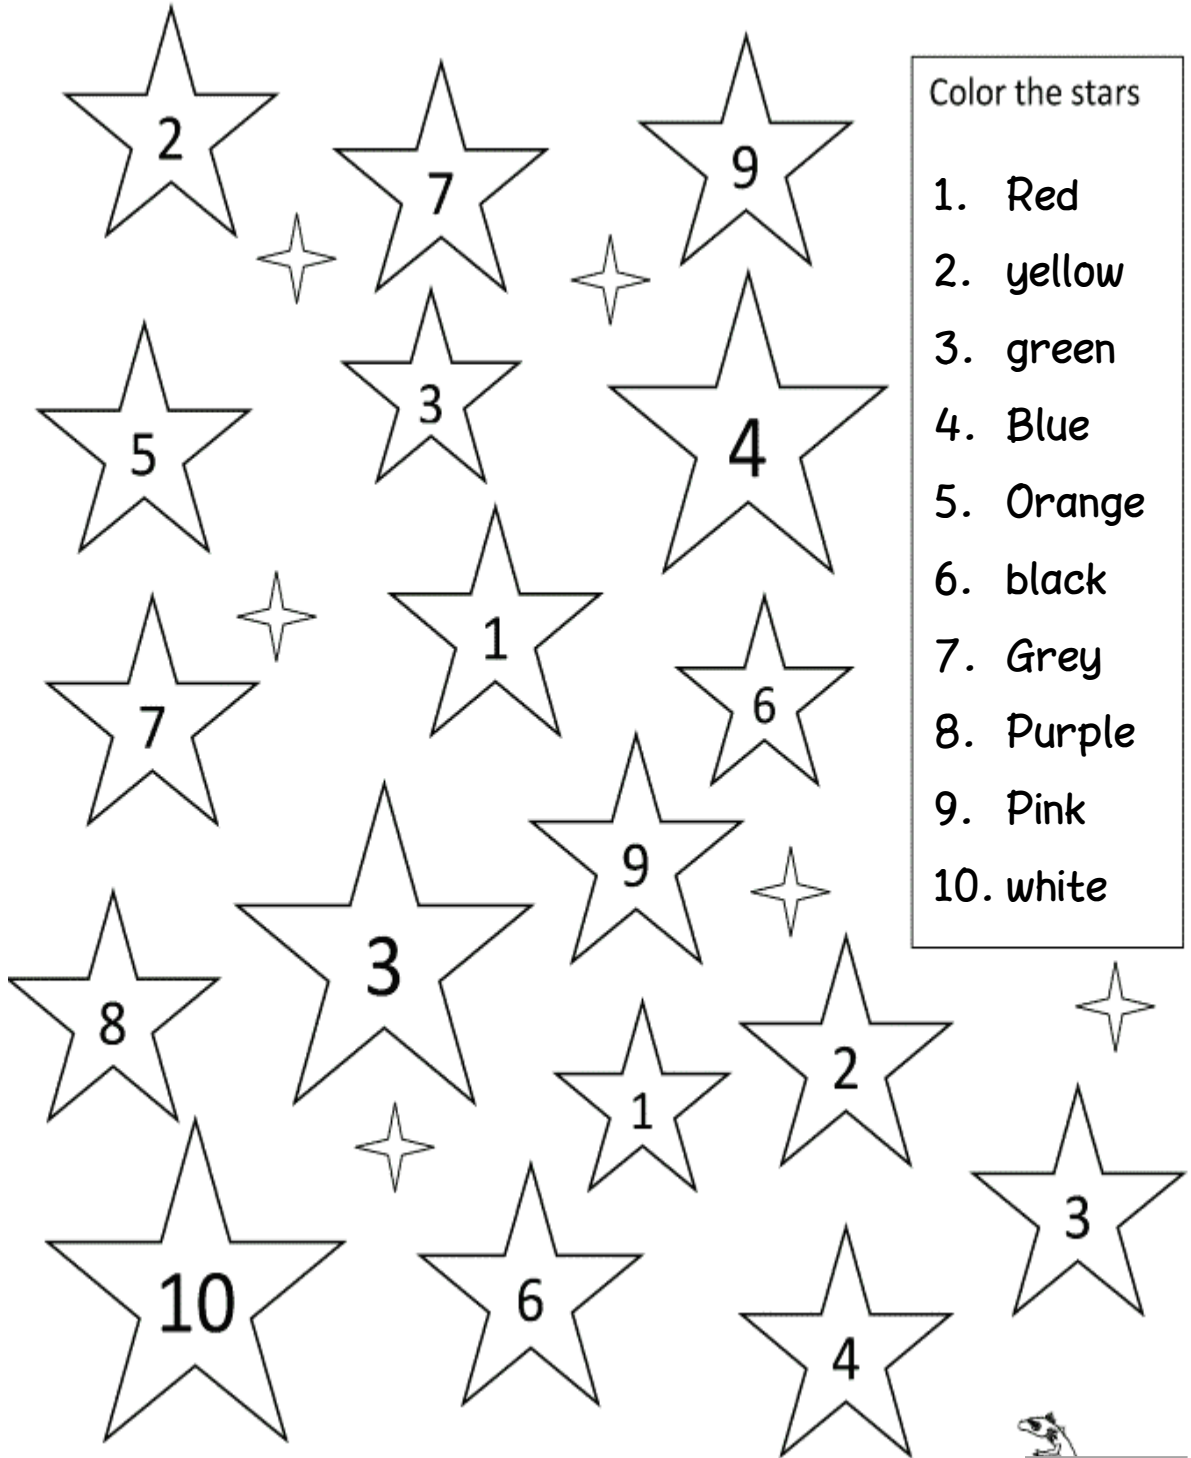 2
7
9
Color the stars
1. Red
2. yellow
3. green
4. Blue
5. Orange
6. black
7. Grey
8. Purple
9. Pink
10. white
5
3
4
1
7
6
9
3
8
2
1
3
10
6
4